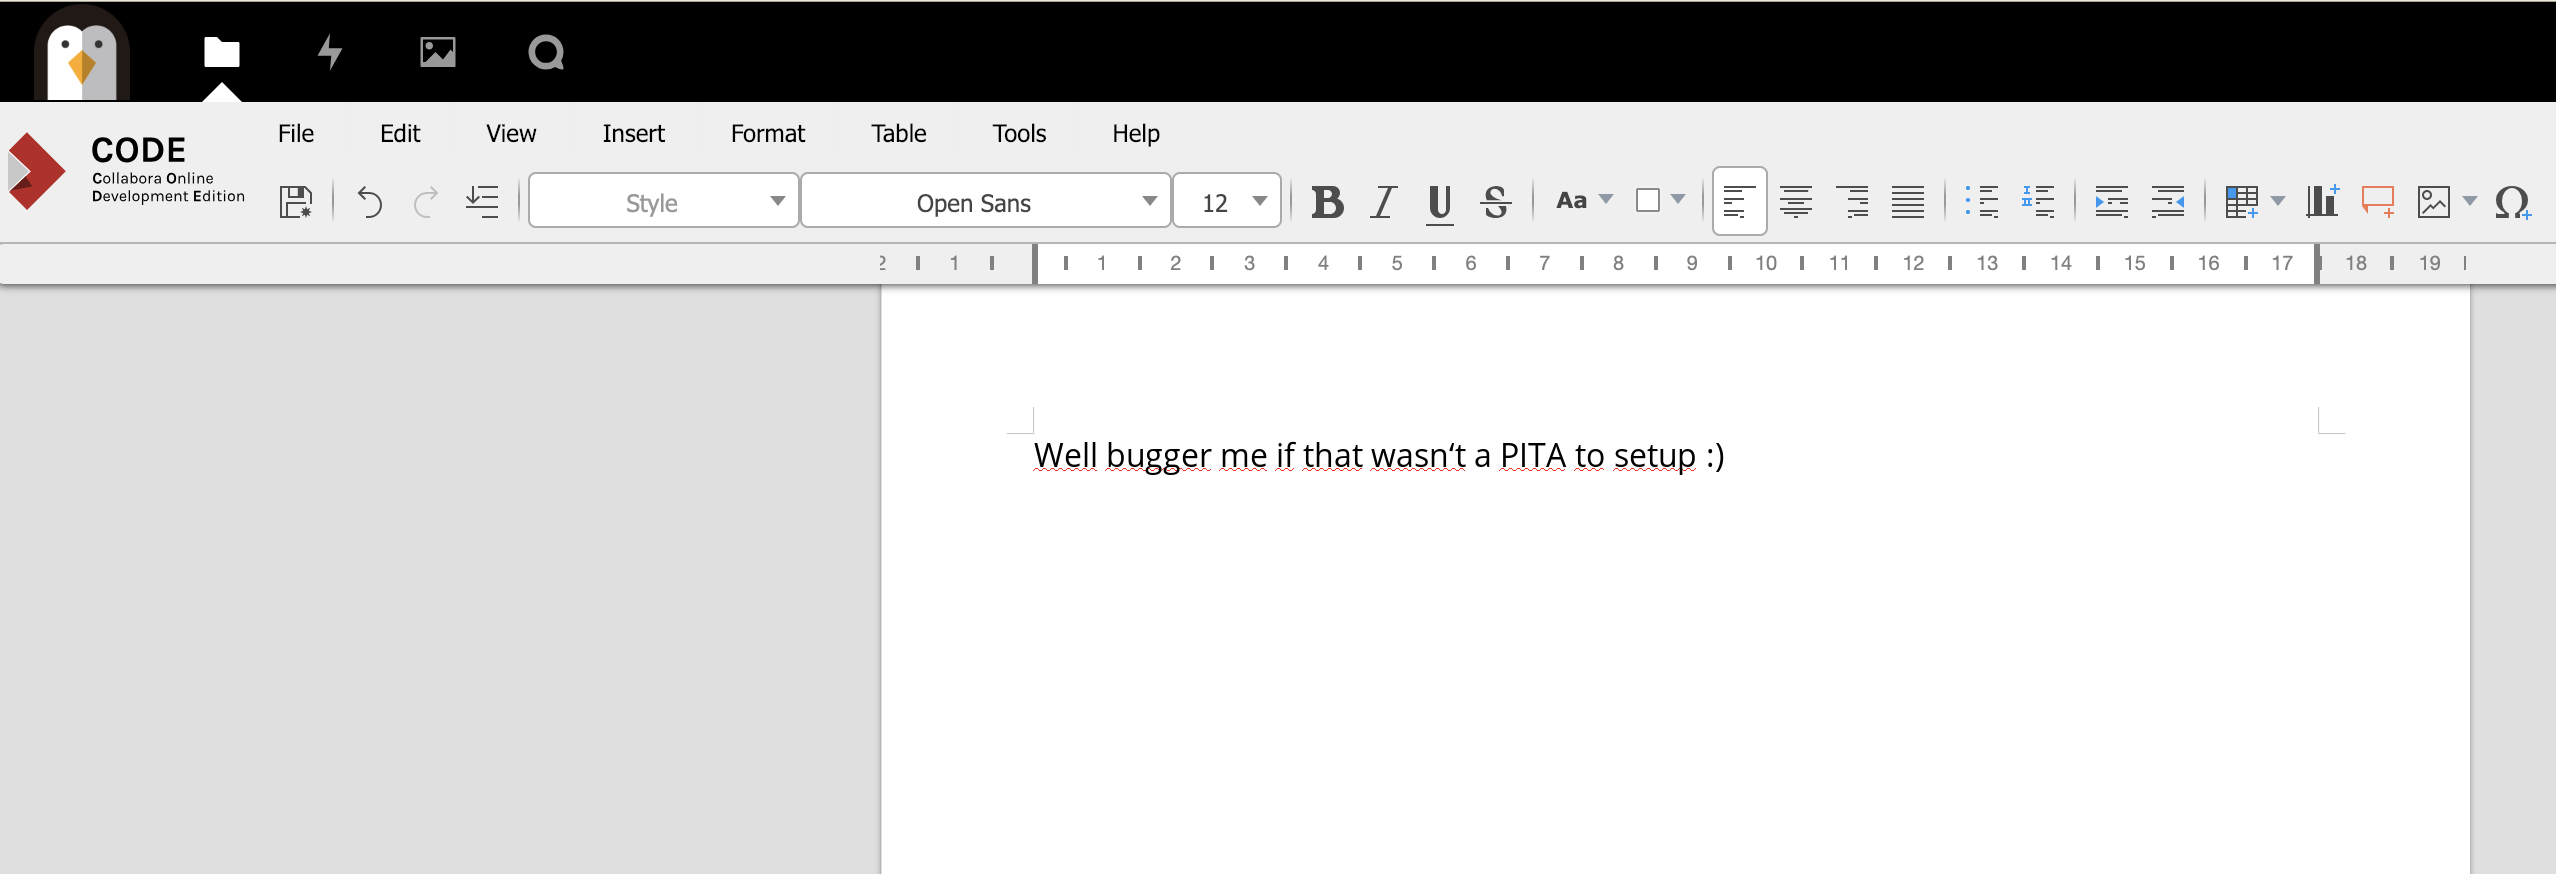 CODE
Collabora Online
Development Edition
File Edit View Insert Format Table Tools Help
Style Open Sans 12 B I U S Aa Ω
2 1 1 2 3 4 5 6 7 8 9 10 11 12 13 14 15 16 17 18 19
Well bugger me if that wasn‘t a PITA to setup :)